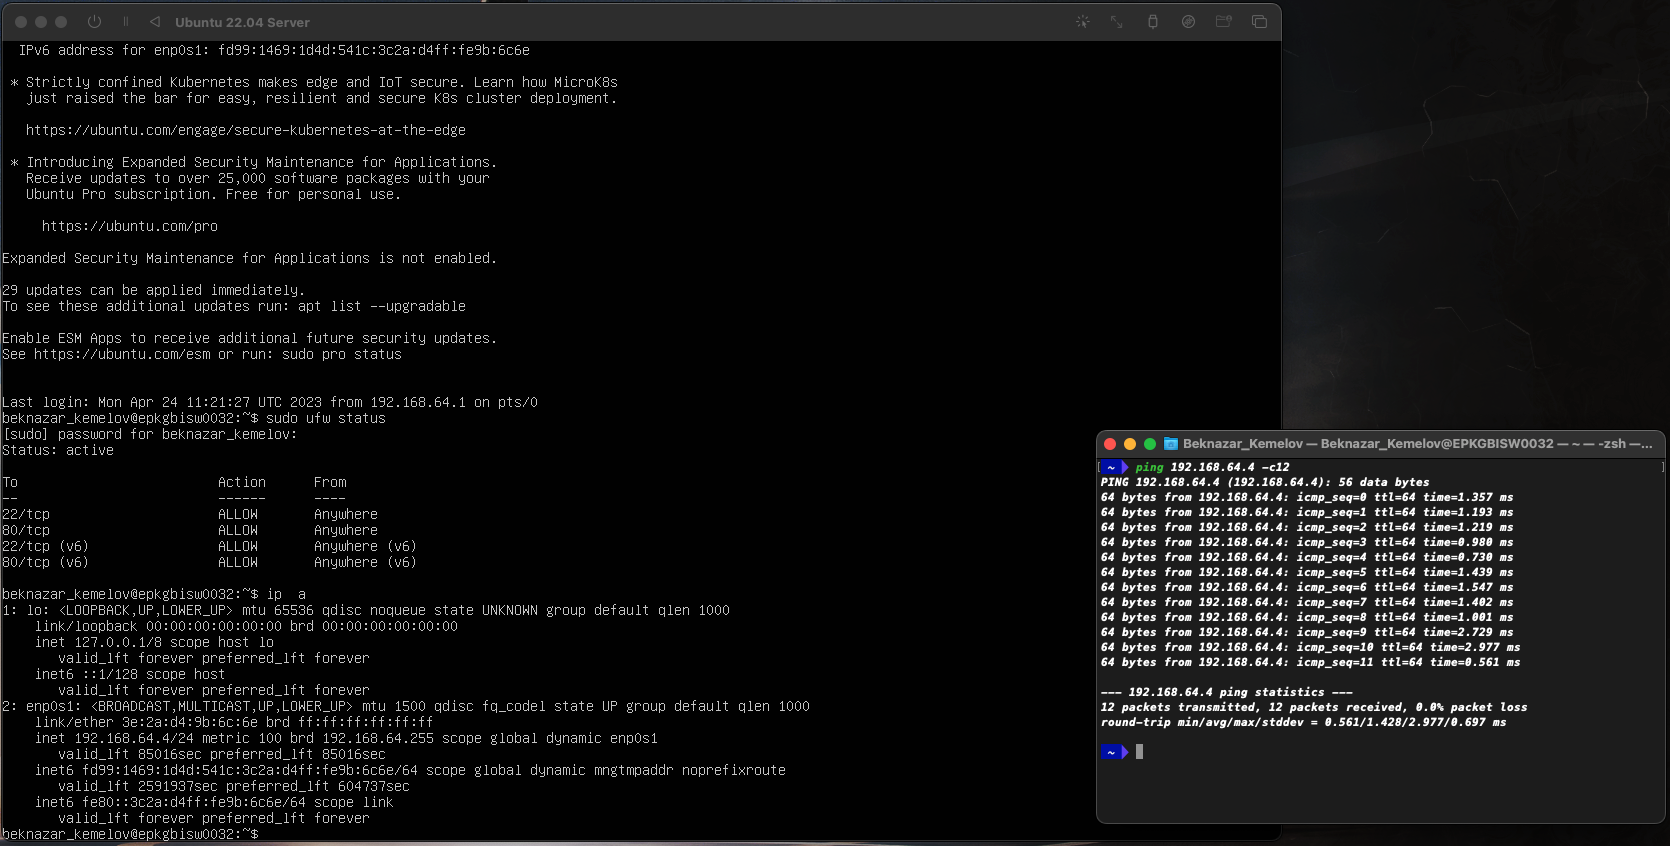 Ubuntu 22.04 Server
  IPv6 address for enp0s1: fd99:1469:1d4d:541c:3c2a:d4ff:fe9b:6c6e
 * Strictly confined Kubernetes makes edge and IoT secure. Learn how MicroK8s
   just raised the bar for easy, resilient and secure K8s cluster deployment.
   https://ubuntu.com/engage/secure-kubernetes-at-the-edge
 * Introducing Expanded Security Maintenance for Applications.
   Receive updates to over 25,000 software packages with your
   Ubuntu Pro subscription. Free for personal use.
     https://ubuntu.com/pro
Expanded Security Maintenance for Applications is not enabled.
29 updates can be applied immediately.
To see these additional updates run: apt list --upgradable
Enable ESM Apps to receive additional future security updates.
See https://ubuntu.com/esm or run: sudo pro status
Last login: Mon Apr 24 11:21:27 UTC 2023 from 192.168.64.1 on pts/0
beknazar_kemelov@epkgbisw0032:~$ sudo ufw status
[sudo] password for beknazar_kemelov:
Status: active
To                         Action      From
--                         ------      ----
22/tcp                     ALLOW       Anywhere
80/tcp                     ALLOW       Anywhere
22/tcp (v6)                ALLOW       Anywhere (v6)
80/tcp (v6)                ALLOW       Anywhere (v6)
beknazar_kemelov@epkgbisw0032:~$ ip  a
1: lo: <LOOPBACK,UP,LOWER_UP> mtu 65536 qdisc noqueue state UNKNOWN group default qlen 1000
    link/loopback 00:00:00:00:00:00 brd 00:00:00:00:00:00
    inet 127.0.0.1/8 scope host lo
       valid_lft forever preferred_lft forever
    inet6 ::1/128 scope host
       valid_lft forever preferred_lft forever
2: enp0s1: <BROADCAST,MULTICAST,UP,LOWER_UP> mtu 1500 qdisc fq_codel state UP group default qlen 1000
    link/ether 3e:2a:d4:9b:6c:6e brd ff:ff:ff:ff:ff:ff
    inet 192.168.64.4/24 metric 100 brd 192.168.64.255 scope global dynamic enp0s1
       valid_lft 85016sec preferred_lft 85016sec
    inet6 fd99:1469:1d4d:541c:3c2a:d4ff:fe9b:6c6e/64 scope global dynamic mngtmpaddr noprefixroute
       valid_lft 2591937sec preferred_lft 604737sec
    inet6 fe80::3c2a:d4ff:fe9b:6c6e/64 scope link
       valid_lft forever preferred_lft forever
beknazar_kemelov@epkgbisw0032:~$
Beknazar_Kemelov — Beknazar_Kemelov@EPKGBISW0032 — ~ — -zsh —...
[ ~ ping 192.168.64.4 -c12 ]
PING 192.168.64.4 (192.168.64.4): 56 data bytes
64 bytes from 192.168.64.4: icmp_seq=0 ttl=64 time=1.357 ms
64 bytes from 192.168.64.4: icmp_seq=1 ttl=64 time=1.193 ms
64 bytes from 192.168.64.4: icmp_seq=2 ttl=64 time=1.219 ms
64 bytes from 192.168.64.4: icmp_seq=3 ttl=64 time=0.980 ms
64 bytes from 192.168.64.4: icmp_seq=4 ttl=64 time=0.730 ms
64 bytes from 192.168.64.4: icmp_seq=5 ttl=64 time=1.439 ms
64 bytes from 192.168.64.4: icmp_seq=6 ttl=64 time=1.547 ms
64 bytes from 192.168.64.4: icmp_seq=7 ttl=64 time=1.402 ms
64 bytes from 192.168.64.4: icmp_seq=8 ttl=64 time=1.001 ms
64 bytes from 192.168.64.4: icmp_seq=9 ttl=64 time=2.729 ms
64 bytes from 192.168.64.4: icmp_seq=10 ttl=64 time=2.977 ms
64 bytes from 192.168.64.4: icmp_seq=11 ttl=64 time=0.561 ms
--- 192.168.64.4 ping statistics ---
12 packets transmitted, 12 packets received, 0.0% packet loss
round-trip min/avg/max/stddev = 0.561/1.428/2.977/0.697 ms
~